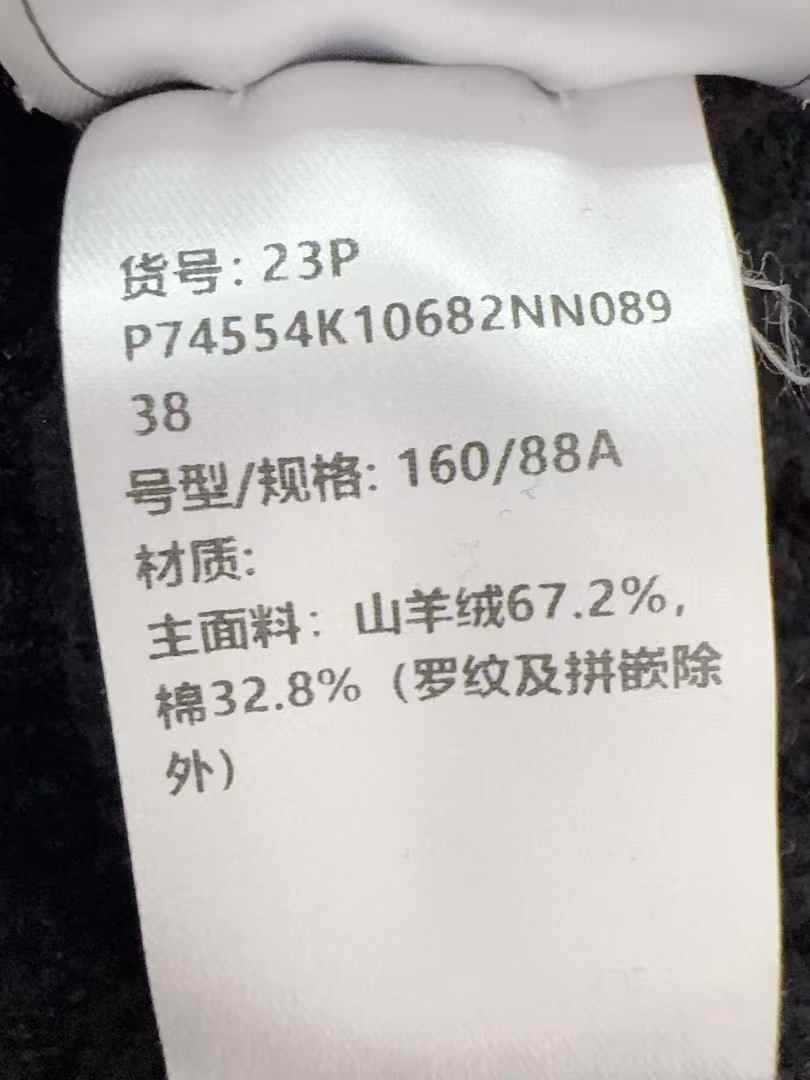 货号: 23P
P74554K10682NN089
38
号型/规格: 160/88A
材质:
主面料：山羊绒67.2%,
棉32.8%（罗纹及拼嵌除
外）